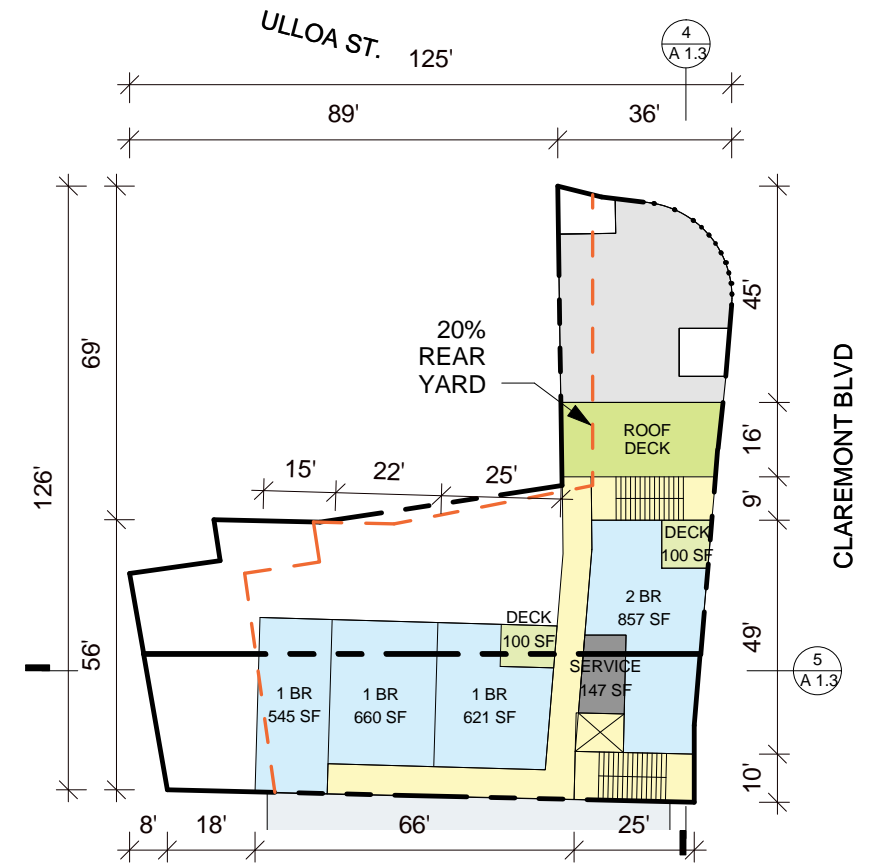 ULLOA ST.
4
A 1.3
125'
89'
36'
20%
REAR
YARD
45'
69'
126'
CLAREMONT BLVD
ROOF
DECK
16'
15'
22'
25'
9'
DECK
100 SF
2 BR
857 SF
DECK
100 SF
49'
56'
SERVICE
147 SF
5
A 1.3
1 BR
545 SF
1 BR
660 SF
1 BR
621 SF
10'
8'
18'
66'
25'